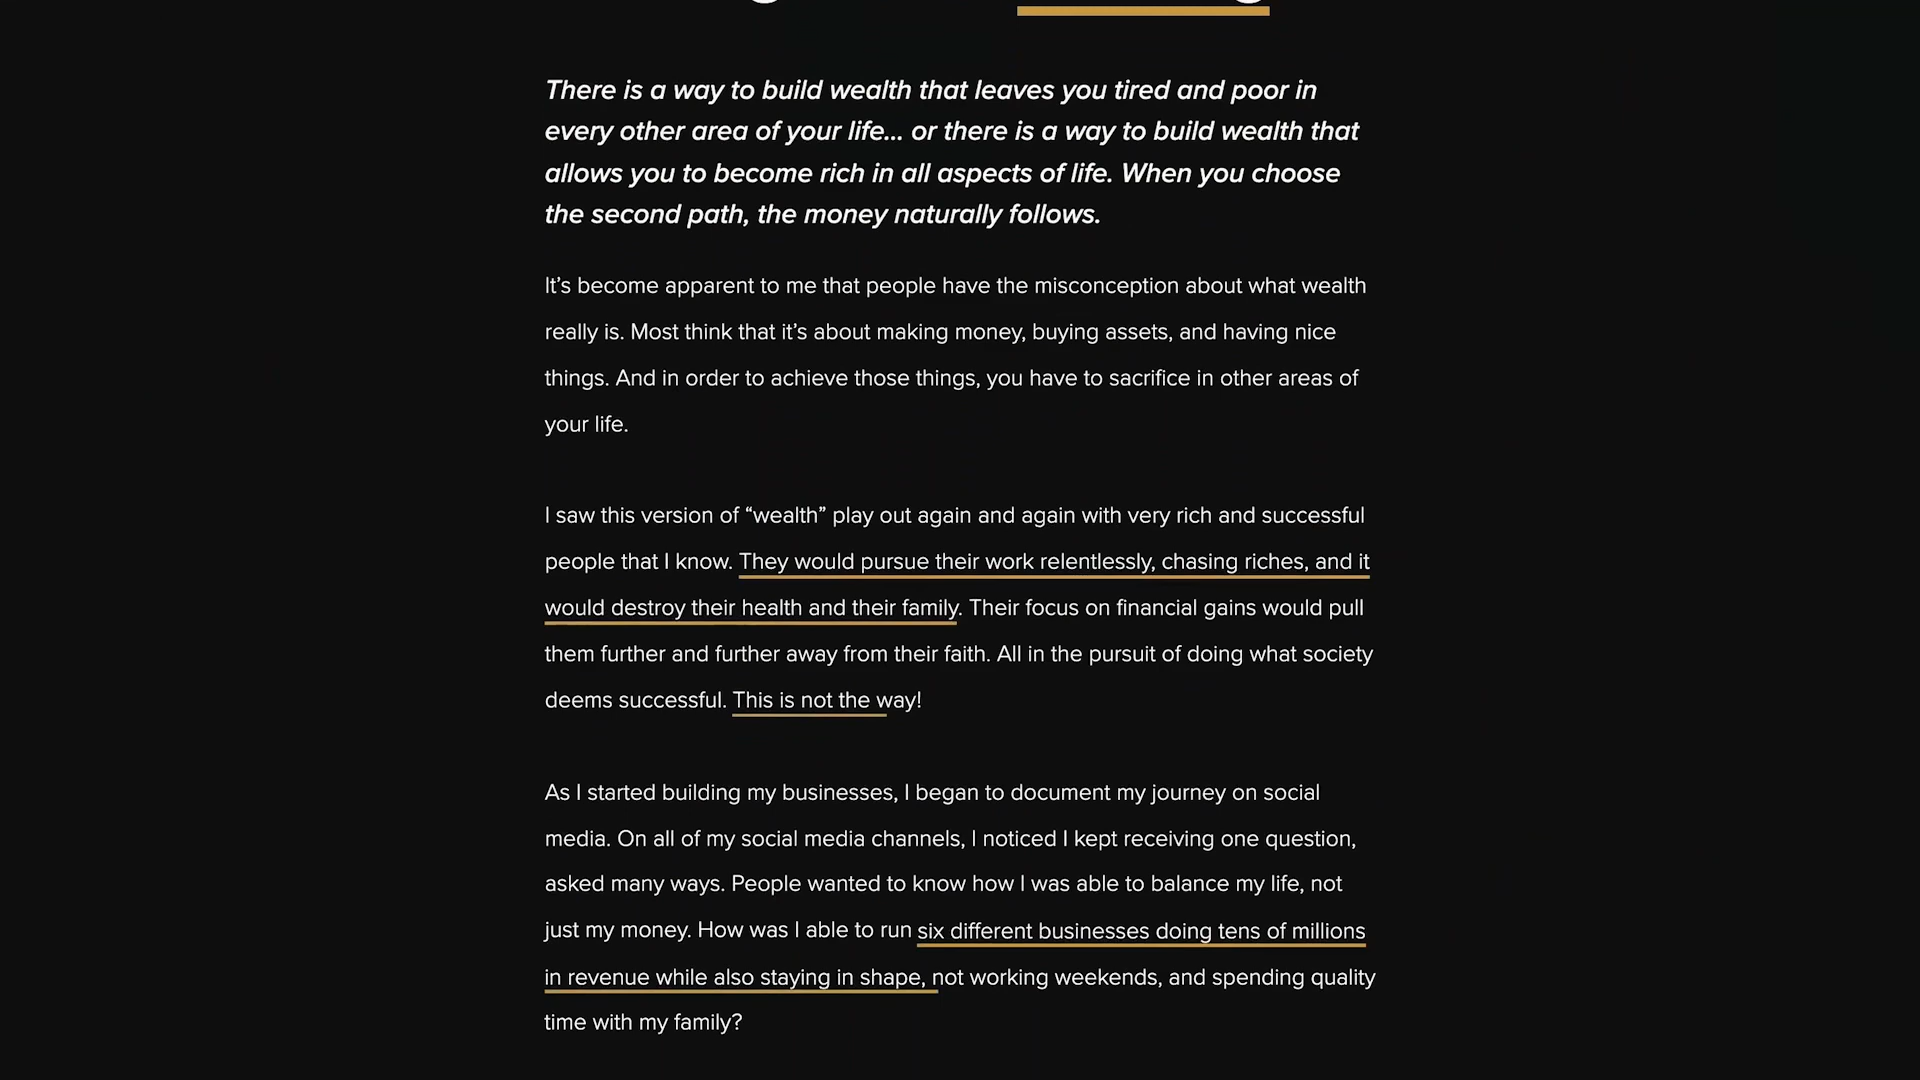 There is a way to build wealth that leaves you tired and poor in
every other area of your life... or there is a way to build wealth that
allows you to become rich in all aspects of life. When you choose
the second path, the money naturally follows.
It’s become apparent to me that people have the misconception about what wealth
really is. Most think that it’s about making money, buying assets, and having nice
things. And in order to achieve those things, you have to sacrifice in other areas of
your life.
I saw this version of “wealth” play out again and again with very rich and successful
people that I know. They would pursue their work relentlessly, chasing riches, and it
would destroy their health and their family. Their focus on financial gains would pull
them further and further away from their faith. All in the pursuit of doing what society
deems successful. This is not the way!
As I started building my businesses, I began to document my journey on social
media. On all of my social media channels, I noticed I kept receiving one question,
asked many ways. People wanted to know how I was able to balance my life, not
just my money. How was I able to run six different businesses doing tens of millions
in revenue while also staying in shape, not working weekends, and spending quality
time with my family?